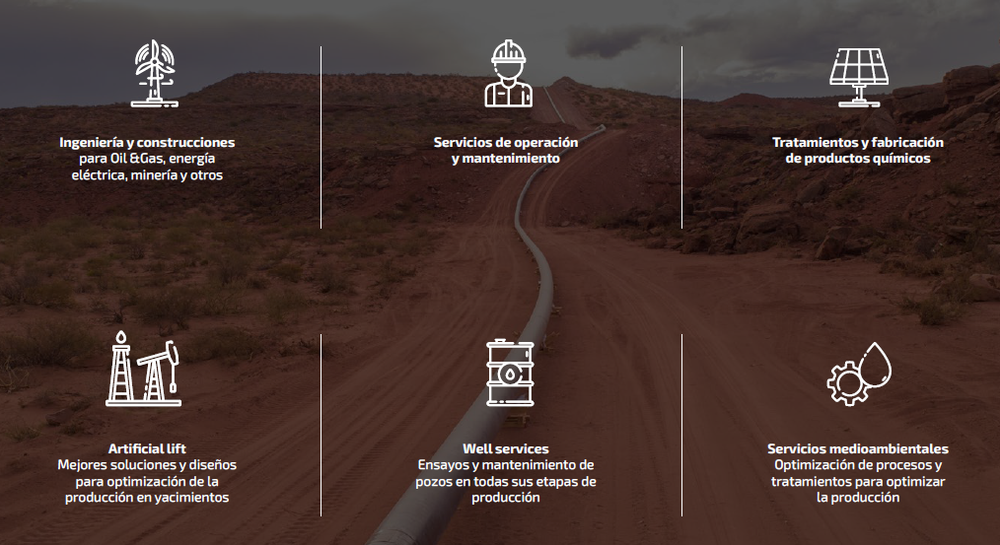 Ingeniería y construcciones
para Oil &Gas, energía
eléctrica, minería y otros
Servicios de operación
y mantenimiento
Tratamientos y fabricación
de productos químicos
Artificial lift
Mejores soluciones y diseños
para optimización de la
producción en yacimientos
Well services
Ensayos y mantenimiento de
pozos en todas sus etapas de
producción
Servicios medioambientales
Optimización de procesos y
tratamientos para optimizar
la producción